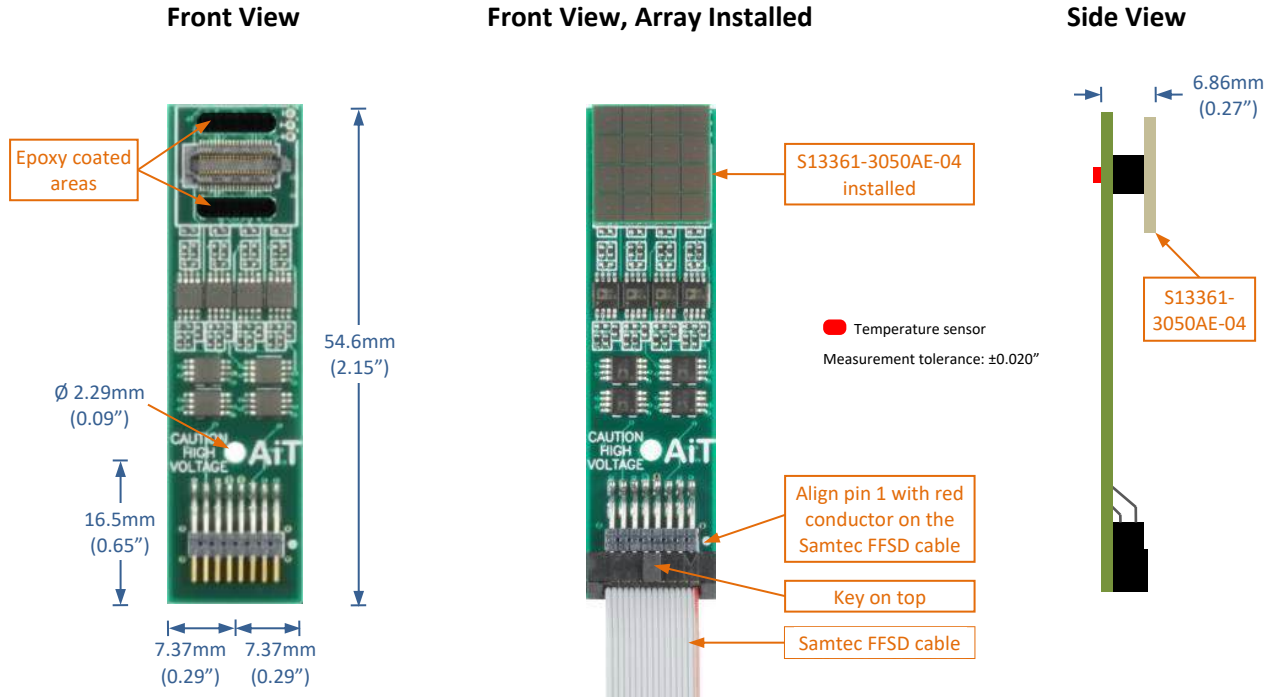 Front View
Front View, Array Installed
Side View
6.86mm
(0.27”)
Epoxy coated
areas
S13361-3050AE-04
installed
S13361-
3050AE-04
54.6mm
(2.15”)
Temperature sensor
Measurement tolerance: ±0.020”
Ø 2.29mm
(0.09”)
CAUTION
HIGH
VOLTAGE
AiT
CAUTION
HIGH
VOLTAGE
AiT
16.5mm
(0.65”)
Align pin 1 with red
conductor on the
Samtec FFSD cable
Key on top
Samtec FFSD cable
7.37mm
(0.29”)
7.37mm
(0.29”)